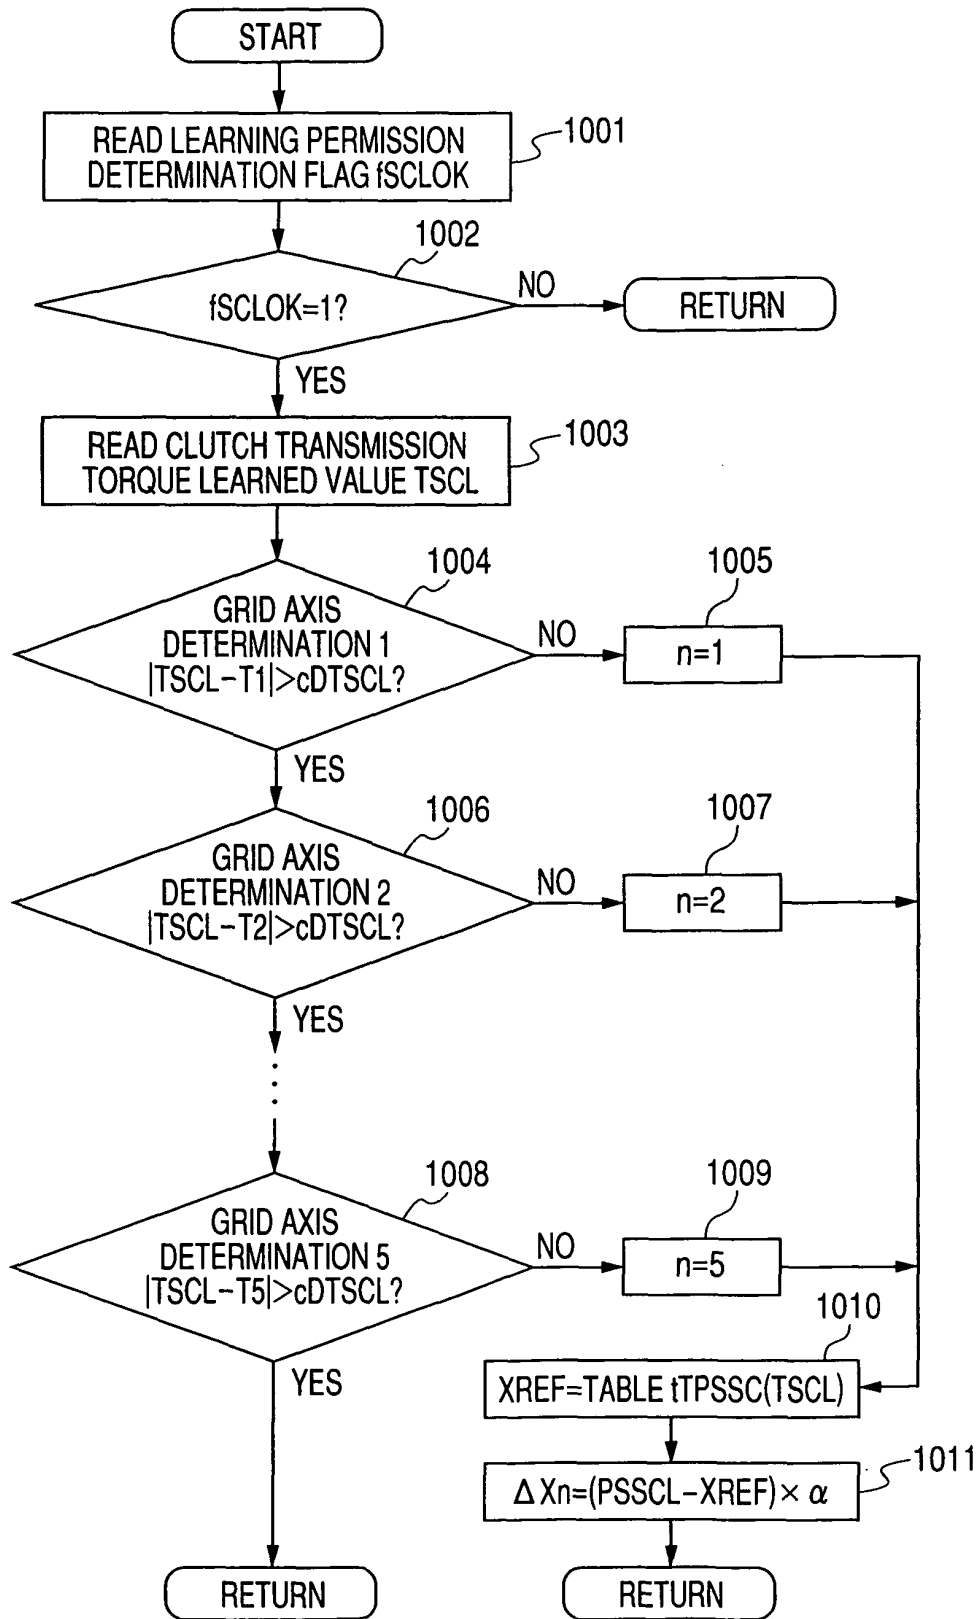 START
READ LEARNING PERMISSION
DETERMINATION FLAG fSCLOK
1001
1002
fSCLOK=1?
NO
RETURN
YES
READ CLUTCH TRANSMISSION
TORQUE LEARNED VALUE TSCL
1003
1004
GRID AXIS
DETERMINATION 1
|TSCL-T1|>cDTSCL?
NO
1005
n=1
YES
1006
GRID AXIS
DETERMINATION 2
|TSCL-T2|>cDTSCL?
NO
1007
n=2
YES
1008
GRID AXIS
DETERMINATION 5
|TSCL-T5|>cDTSCL?
NO
1009
n=5
YES
1010
XREF=TABLE tTPSSC(TSCL)
1011
ΔXn=(PSSCL-XREF)×α
RETURN
RETURN